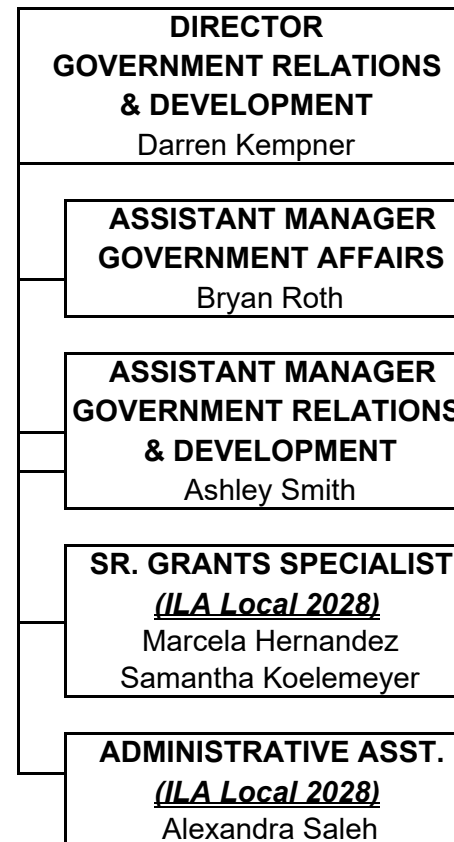 DIRECTOR
GOVERNMENT RELATIONS
& DEVELOPMENT
Darren Kempner
ASSISTANT MANAGER
GOVERNMENT AFFAIRS
Bryan Roth
ASSISTANT MANAGER
GOVERNMENT RELATIONS
& DEVELOPMENT
Ashley Smith
SR. GRANTS SPECIALIST
(ILA Local 2028)
Marcela Hernandez
Samantha Koelemeyer
ADMINISTRATIVE ASST.
(ILA Local 2028)
Alexandra Saleh